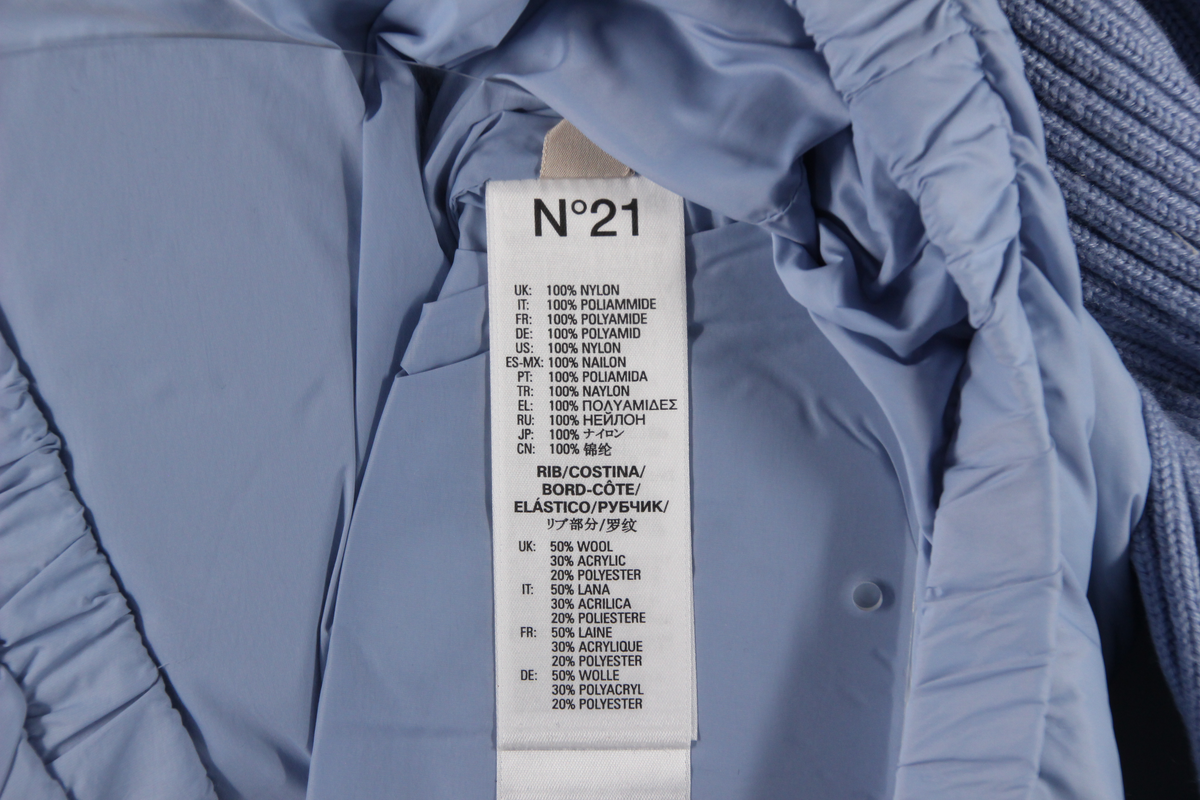 N°21
UK: 100% NYLON
IT: 100% POLIAMMIDE
FR: 100% POLYAMIDE
DE: 100% POLYAMID
US: 100% NYLON
ES-MX: 100% NAILON
PT: 100% POLIAMIDA
TR: 100% NAYLON
EL: 100% ΠΟΛΥΑΜΙΔΕΣ
RU: 100% НЕЙЛОН
JP: 100% ナイロン
CN: 100% 锦纶
RIB/COSTINA/
BORD-CÔTE/
ELÁSTICO/РУБЧИК/
リブ部分/罗纹
UK: 50% WOOL
30% ACRYLIC
20% POLYESTER
IT: 50% LANA
30% ACRILICA
20% POLIESTERE
FR: 50% LAINE
30% ACRYLIQUE
20% POLYESTER
DE: 50% WOLLE
30% POLYACRYL
20% POLYESTER